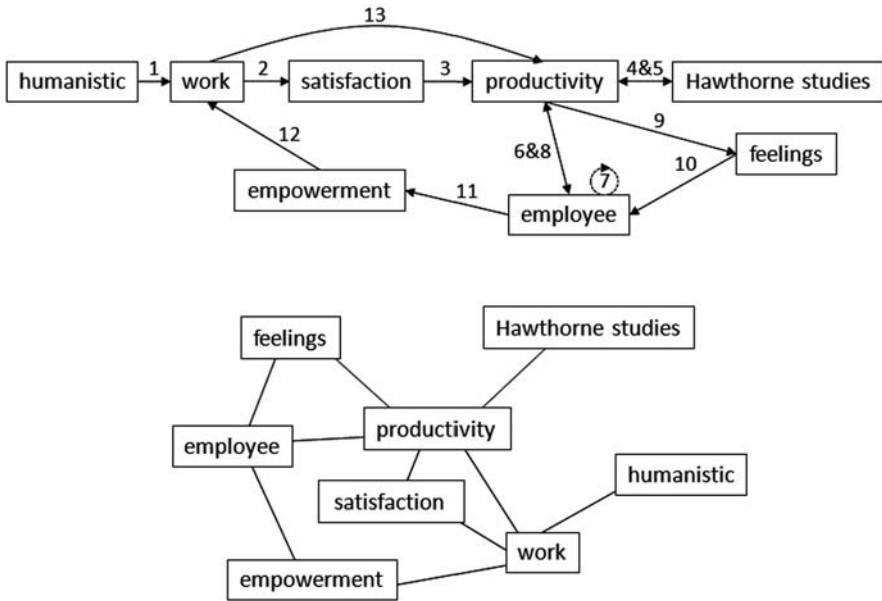 13
humanistic 1 work 2 satisfaction 3 productivity 4&5 Hawthorne studies
12 6&8 9
7 10 feelings
empowerment 11 employee
feelings Hawthorne studies
productivity
employee
humanistic
satisfaction
work
empowerment